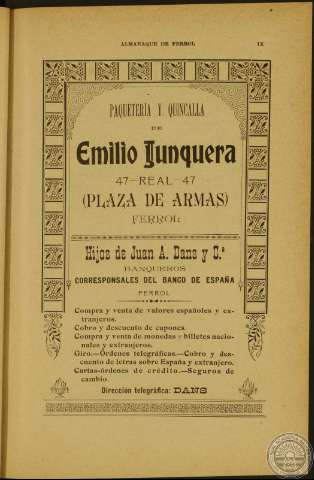 ALMANAQUE DE FERROL IX
PAQUETERÍA Y QUINCALLA
DE
Emilio Junquera
47-REAL-47
(PLAZA DE ARMAS)
FERROL
Hijos de Juan A. Dans y C.ª
BANQUEROS
CORRESPONSALES DEL BANCO DE ESPAÑA
FERROL
Compra y venta de valores españoles y ex-
tranjeros.
Cobro y descuento de cupones
Compra y venta de monedas y billetes nacio-
nales y extranjeros.
Giro.—Órdenes telegráficas.—Cobro y des-
cuento de letras sobre España y extranjero.
Cartas-órdenes de crédito.—Seguros de
cambio.
Dirección telegráfica: DANS